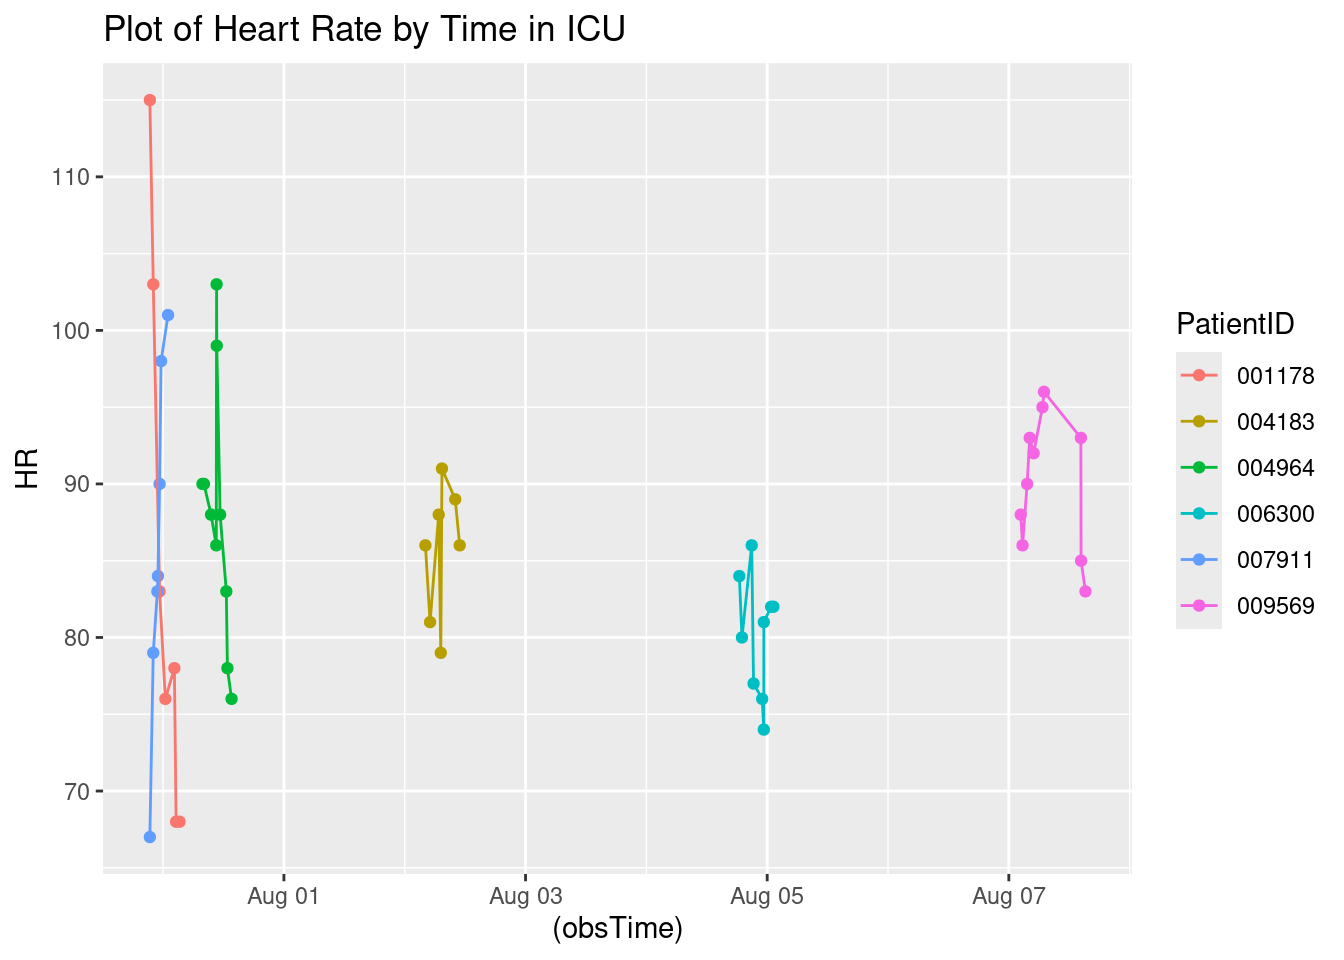 Plot of Heart Rate by Time in ICU
110
100
90
80
70
HR
Aug 01
Aug 03
Aug 05
Aug 07
(obsTime)
PatientID
001178
004183
004964
006300
007911
009569